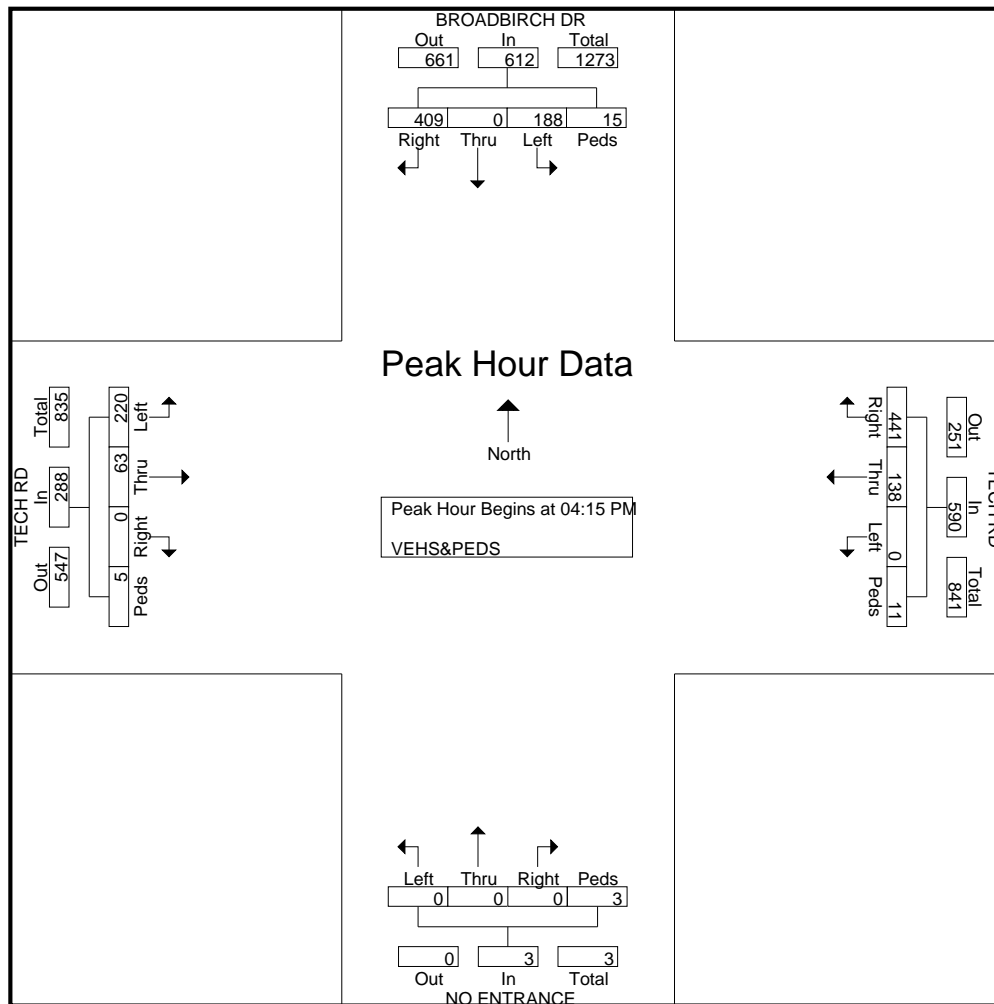 BROADBIRCH DR
Out In Total
661 612 1273
409 0 188 15
Right Thru Left Peds
Peak Hour Data
North
Peak Hour Begins at 04:15 PM
VEHS&PEDS
TECH RD
Total In Out
835 288 547
220 63 0 5
Left Thru Right Peds
Right Thru Left Peds
441 138 0 11
Out In Total
251 590 841
TECH RD
Left Thru Right Peds
0 0 0 3
0 3 3
Out In Total
NO ENTRANCE